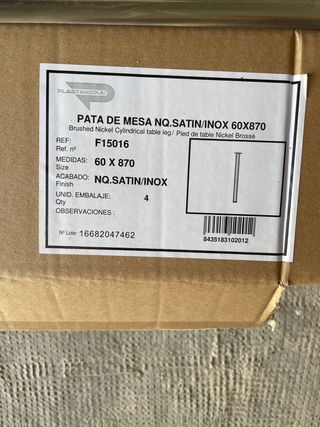 PLASTIMODUL
PATA DE MESA NQ.SATIN/INOX 60X870
Brushed Nickel Cylindrical table leg / Pied de table Nickel Brossé
REF: F15016
Ref. nº
MEDIDAS: 60 X 870
Size
ACABADO: NQ.SATIN/INOX
Finish
UNID. EMBALAJE: 4
Qty
OBSERVACIONES :
Nº Lote: 16682047462
8435183102012